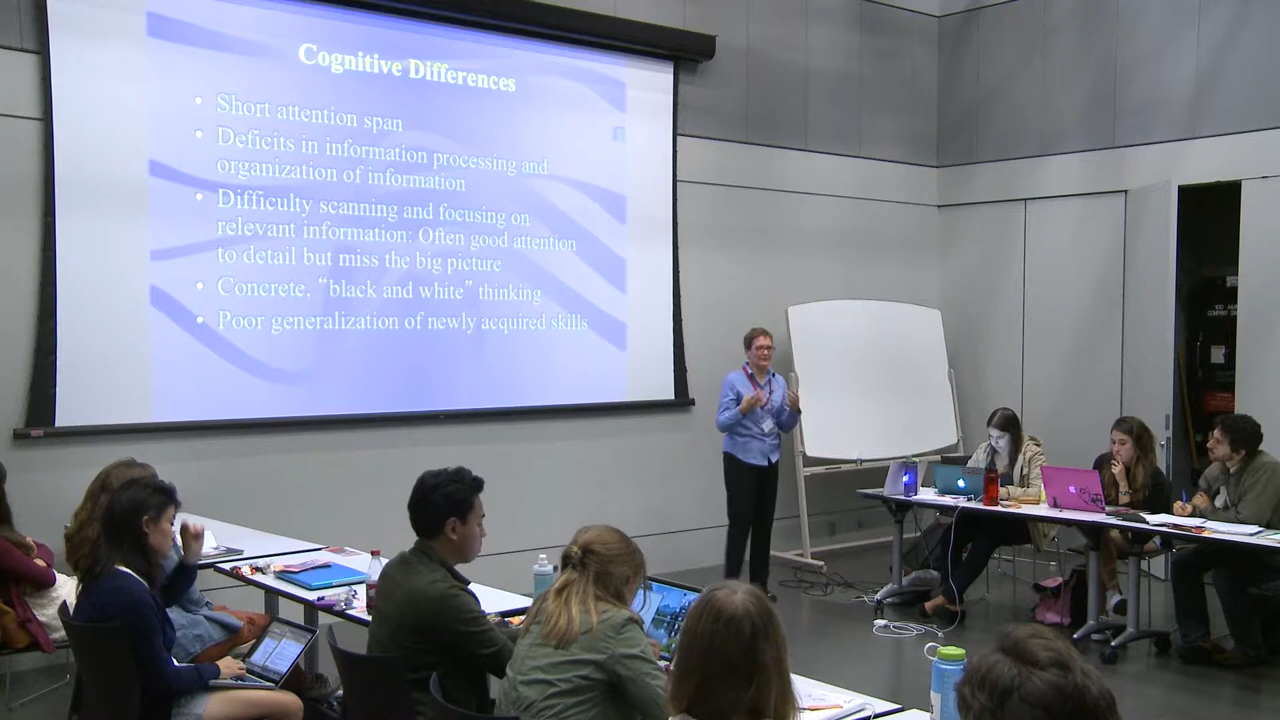 Cognitive Differences
• Short attention span
• Deficits in information processing and
organization of information
• Difficulty scanning and focusing on
relevant information: Often good attention
to detail but miss the big picture
• Concrete, “black and white” thinking
• Poor generalization of newly acquired skills